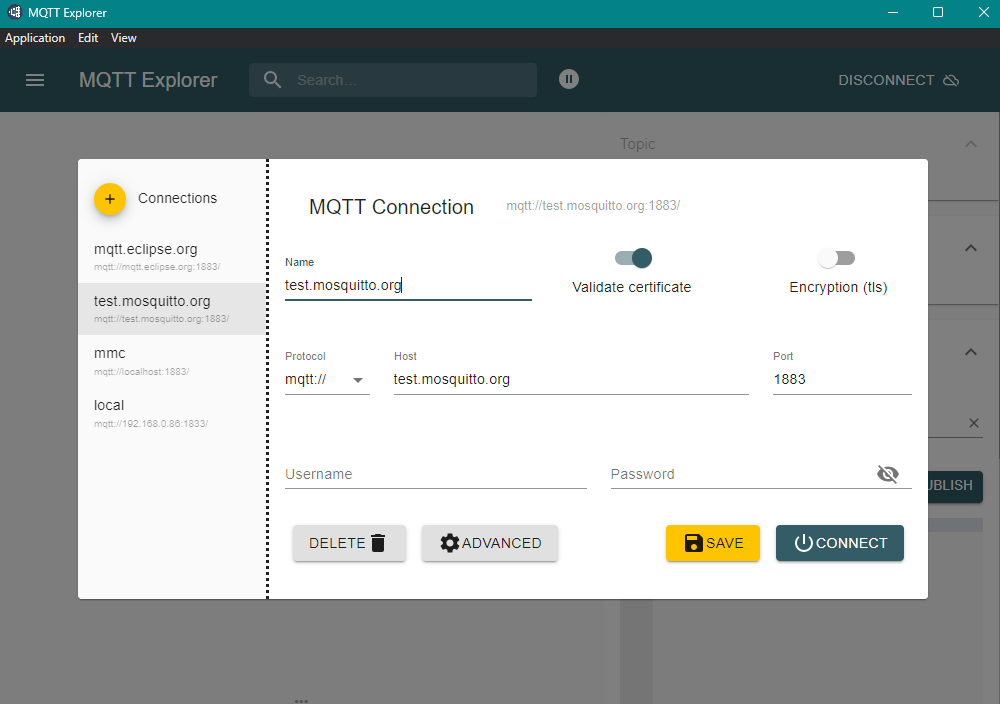 MQTT Explorer
Application Edit View
MQTT Explorer
Search...
DISCONNECT
Topic
Connections
mqtt.eclipse.org
mqtt://mqtt.eclipse.org:1883/
test.mosquitto.org
mqtt://test.mosquitto.org:1883/
mmc
mqtt://localhost:1883/
local
mqtt://192.168.0.86:1833/
MQTT Connection mqtt://test.mosquitto.org:1883/
Name
test.mosquitto.org
Validate certificate
Encryption (tls)
Protocol
mqtt://
Host
test.mosquitto.org
Port
1883
Username
Password
UBLISH
DELETE
ADVANCED
SAVE
CONNECT